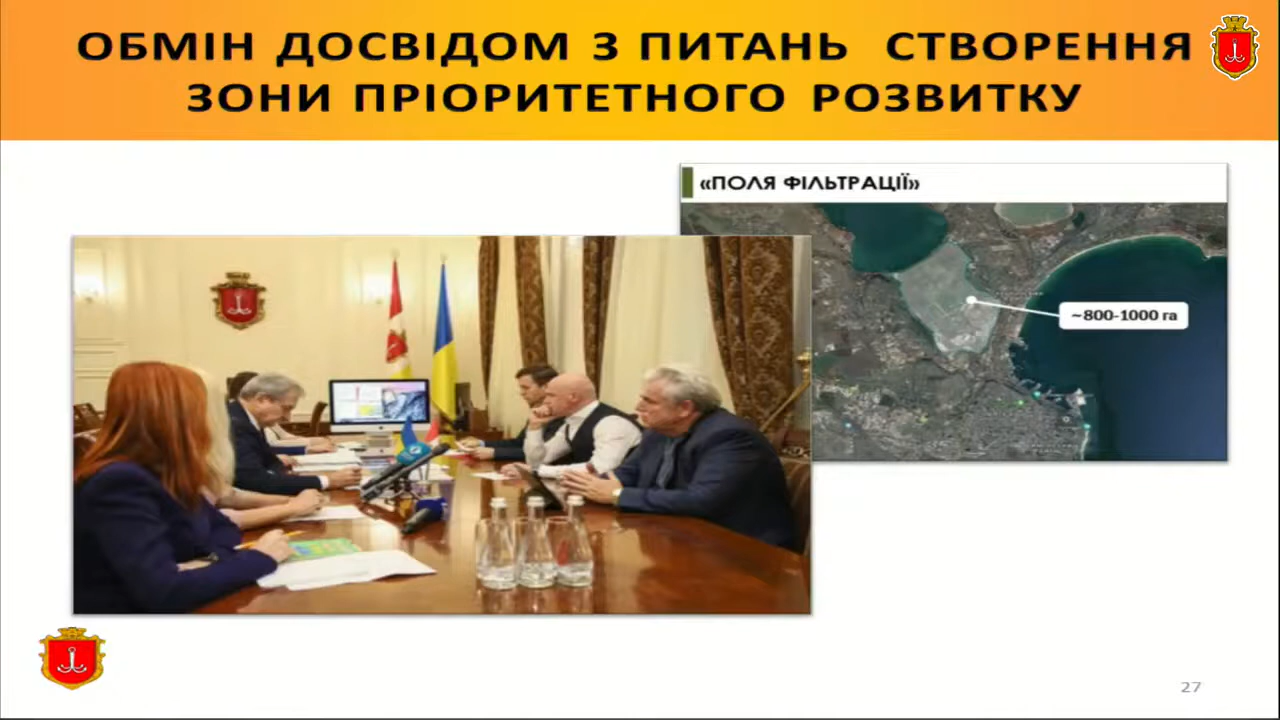 ОБМІН ДОСВІДОМ З ПИТАНЬ СТВОРЕННЯ
ЗОНИ ПРІОРИТЕТНОГО РОЗВИТКУ
«ПОЛЯ ФІЛЬТРАЦІЇ»
~800-1000 га
27